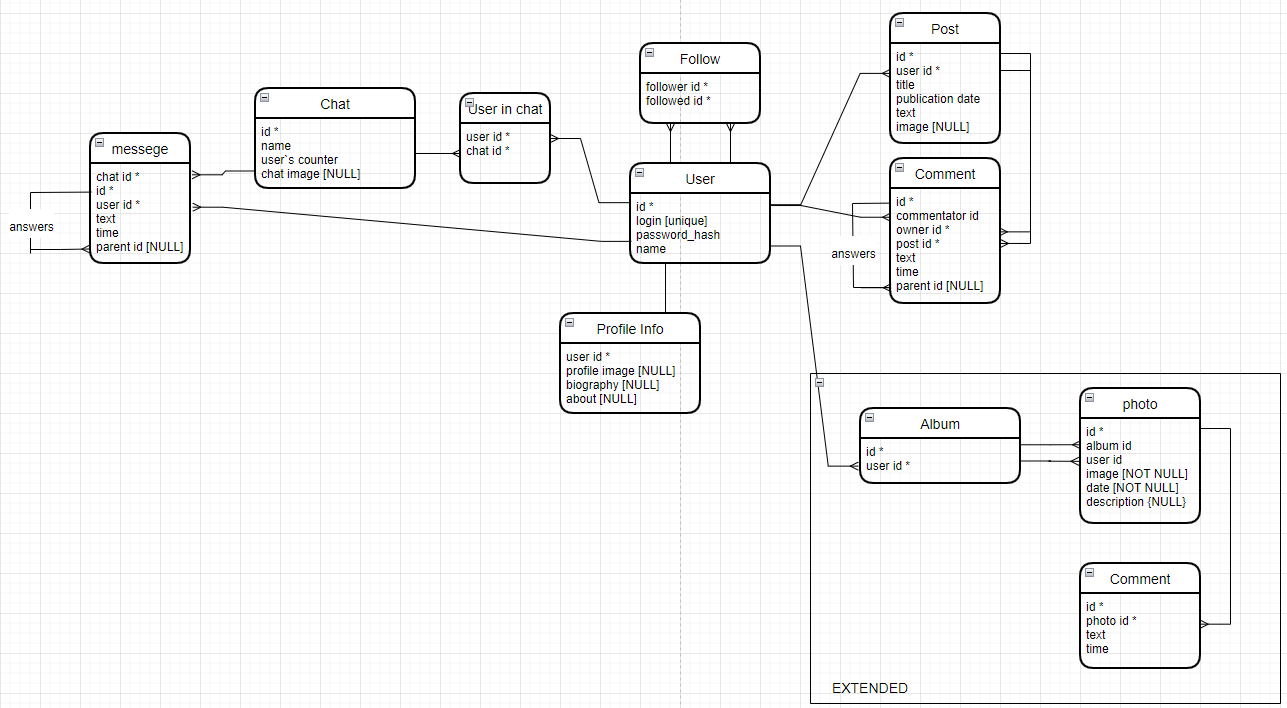 Post
id *
user id *
title
publication date
text
image [NULL]
Follow
follower id *
followed id *
Chat
id *
name
user`s counter
chat image [NULL]
User in chat
user id *
chat id *
messege
chat id *
id *
user id *
text
time
parent id [NULL]
answers
User
id *
login [unique]
password_hash
name
Comment
id *
commentator id
owner id *
post id *
text
time
parent id [NULL]
answers
Profile Info
user id *
profile image [NULL]
biography [NULL]
about [NULL]
Album
id *
user id *
photo
id *
album id
user id
image [NOT NULL]
date [NOT NULL]
description {NULL}
Comment
id *
photo id *
text
time
EXTENDED